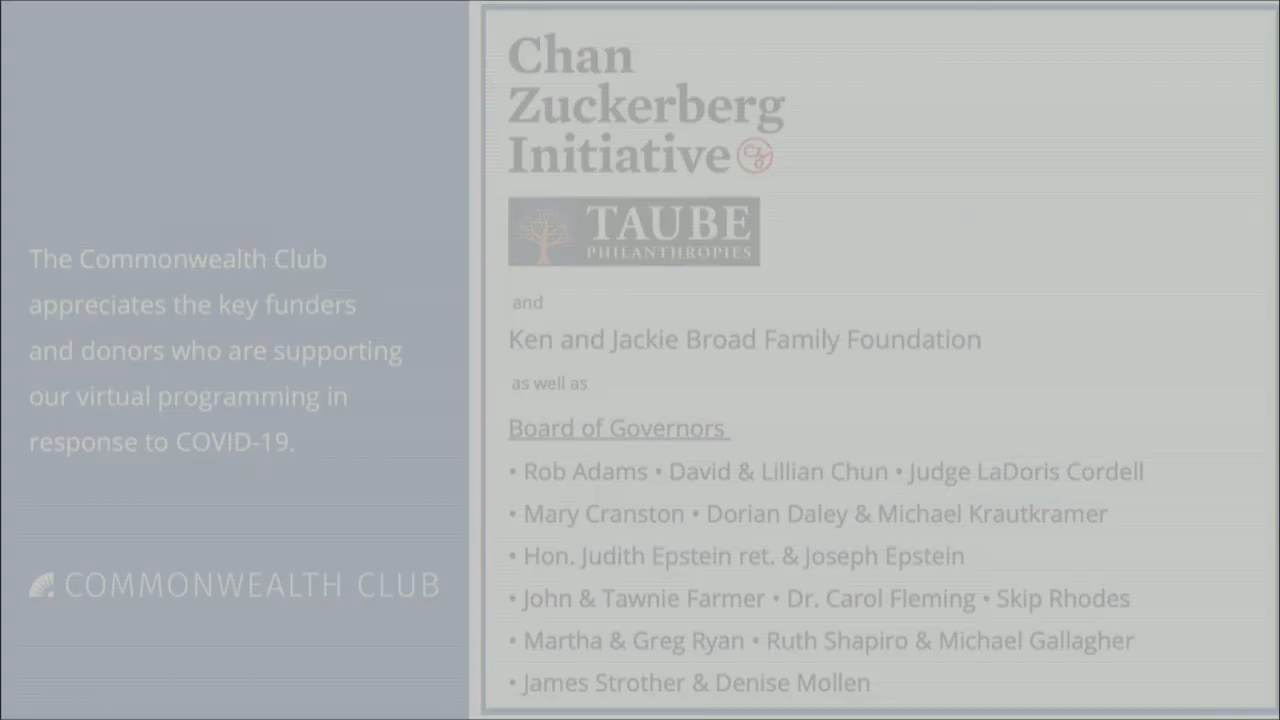 The Commonwealth Club
appreciates the key funders
and donors who are supporting
our virtual programming in
response to COVID-19.
COMMONWEALTH CLUB
Chan
Zuckerberg
Initiative
TAUBE
PHILANTHROPIES
and
Ken and Jackie Broad Family Foundation
as well as
Board of Governors
• Rob Adams • David & Lillian Chun • Judge LaDoris Cordell
• Mary Cranston • Dorian Daley & Michael Krautkramer
• Hon. Judith Epstein ret. & Joseph Epstein
• John & Tawnie Farmer • Dr. Carol Fleming • Skip Rhodes
• Martha & Greg Ryan • Ruth Shapiro & Michael Gallagher
• James Strother & Denise Mollen